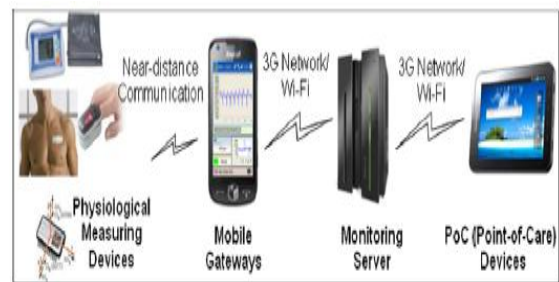 Near-distance
Communication
3G Network/
Wi-Fi
3G Network/
Wi-Fi
Physiological
Measuring
Devices
Mobile
Gateways
Monitoring
Server
PoC (Point-of-Care)
Devices